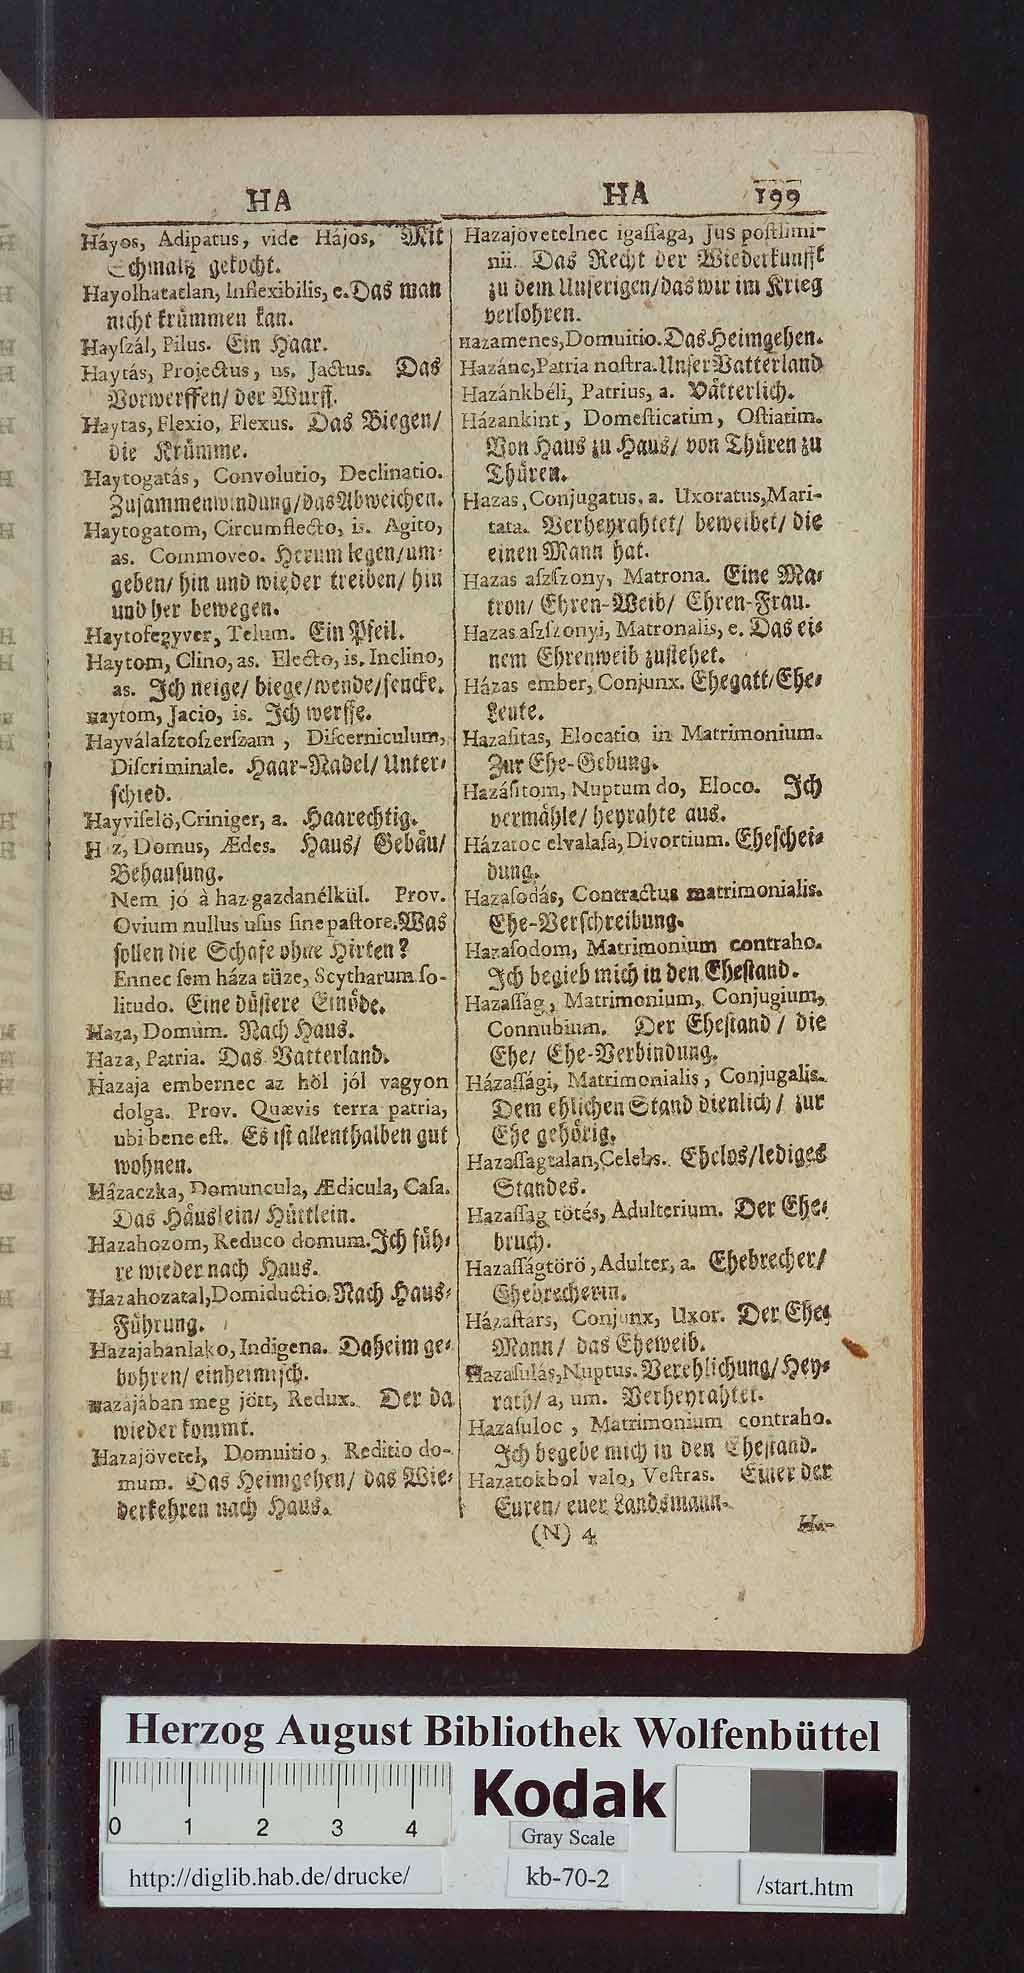 HA
Háyos, Adipatus, vide Hájos, Mit
Schmaltz gekocht.
Hayolhatatlan, Inflexibilis, e. Das man
nicht krümmen kan.
Hayſzál, Pilus. Ein Haar.
Haytás, Projectus, us. Jactus. Das
Vorwerffen/ der Wurff.
Haytas, Flexio, Flexus. Das Biegen/
die Krümme.
Haytogatás, Convolutio, Declinatio.
Zuſammenwindung/das Abweichen.
Haytogatom, Circumflecto, is. Agito,
as. Commoveo. Herum legen/um-
geben/ hin und wieder treiben/ hin
und her bewegen.
Haytofegyver, Telum. Ein Pfeil.
Haytom, Clino, as. Electo, is. Inclino,
as. Ich neige/ biege/wende/ſencke.
Haytom, Jacio, is. Ich werffe.
Hayválaſztoſzerſzam, Diſcerniculum,
Diſcriminale. Haar-Nadel/ Unter-
ſchied.
Hayviſelö, Criniger, a. Haarechtig.
H z, Domus, Ædes. Haus/ Gebäu/
Behauſung.
Nem jó à haz gazdanélkül. Prov.
Ovium nullus uſus ſine paſtore. Was
ſollen die Schafe ohne Hirten?
Ennec ſem háza tüze, Scytharum ſo-
litudo. Eine düſtere Einöde.
Haza, Domum. Nach Haus.
Haza, Patria. Das Vatterland.
Hazaja embernec az höl jól vagyon
dolga. Prov. Quævis terra patria,
ubi bene eſt. Es iſt allenthalben gut
wohnen.
Házaczka, Domuncula, Ædicula, Caſa.
Das Häuslein/ Hüttlein.
Hazahozom, Reduco domum. Ich füh-
re wieder nach Haus.
Hazahozatal, Domiductio. Nach Haus-
Führung.
Hazajabanlako, Indigena. Daheim ge-
bohren/ einheimiſch.
Hazájában meg jött, Redux. Der da
wieder kommt.
Hazajövetel, Domuitio, Reditio do-
mum. Das Heimgehen/ das Wie-
derkehren nach Haus.
HA 199
Hazajövetelnec igaſſaga, Jus poſtlimi-
nii. Das Recht der Wiederkunfft
zu dem Unſerigen/das wir im Krieg
verlohren.
Hazamenes, Domuitio. Das Heimgehen.
Hazánc, Patria noſtra. Unſer Vatterland
Hazánkbéli, Patrius, a. Vätterlich.
Házankint, Domeſticatim, Oſtiatim.
Von Haus zu Haus/ von Thüren zu
Thüren.
Hazas, Conjugatus, a. Uxoratus, Mari-
tata. Verheyrahtet/ beweibet/ die
einen Mann hat.
Hazas aſzſzony, Matrona. Eine Ma-
tron/ Ehren-Weib/ Ehren-Frau.
Hazas aſzſzonyi, Matronalis, e. Das ei-
nem Ehrenweib zuſtehet.
Házas ember, Conjunx. Ehegatt/Ehe-
Leute.
Hazaſitas, Elocatio in Matrimonium.
Zur Ehe-Gebung.
Hazáſitom, Nuptum do, Eloco. Ich
vermähle/ heyrahte aus.
Házatoc elvalaſa, Divortium. Eheſchei-
dung.
Hazaſodás, Contractus matrimonialis.
Ehe-Verſchreibung.
Hazaſodom, Matrimonium contraho.
Ich begieb mich in den Eheſtand.
Hazaſſág, Matrimonium, Conjugium,
Connubium. Der Eheſtand/ die
Ehe/ Ehe-Verbindung.
Házaſſági, Matrimonialis, Conjugalis.
Dem ehlichen Stand dienlich/ zur
Ehe gehörig.
Hazaſſagtalan, Celebs. Ehelos/lediges
Standes.
Hazaſſag tötés, Adulterium. Der Ehe-
bruch.
Hazaſſágtörö, Adulter, a. Ehebrecher/
Ehebrecherin.
Házaſtárs, Conjunx, Uxor. Der Ehe-
Mann/ das Eheweib.
Hazaſulás, Nuptus. Verehlichung/ Hey-
rath/ a, um. Verheyrahtet.
Hazaſuloc, Matrimonium contraho.
Ich begebe mich in den Eheſtand.
Hazatokbol valo, Veſtras. Einer der
Euren/ euer Landsmann.
(N) 4 Ha-
Herzog August Bibliothek Wolfenbüttel
0 1 2 3 4
Kodak
Gray Scale
http://diglib.hab.de/drucke/
kb-70-2
/start.htm